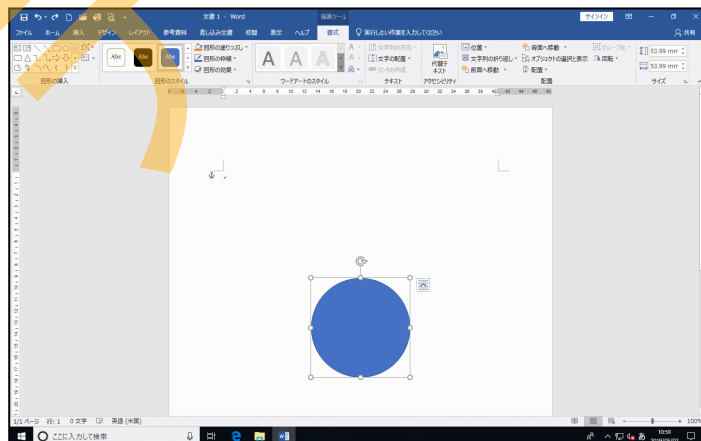 文書 1 - Word
描画ツール
サインイン
ファイル ホーム 挿入 デザイン レイアウト 参考資料 差し込み文書 校閲 表示 ヘルプ 書式 実行したい作業を入力してください 共有
図形の塗りつぶし
図形の枠線
図形の効果
Abc Abc Abc
A A A
文字列の方向
文字の配置
リンクの作成
代替テキスト
位置
文字列の折り返し
前面へ移動
背面へ移動
オブジェクトの選択と表示
配置
グループ化
回転
53.99 mm
53.99 mm
図形の挿入 図形のスタイル ワードアートのスタイル テキスト アクセシビリティ 配置 サイズ
1/1 ページ 行: 1 0 文字 英語 (米国) 100%
ここに入力して検索
あ
10:59